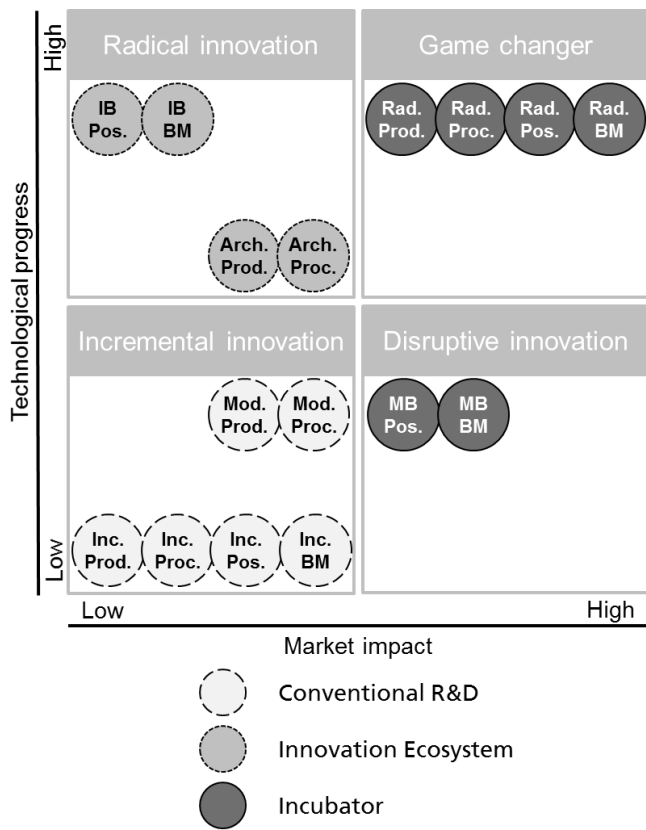 High
Radical innovation
Game changer
IB
Pos.
IB
BM
Rad.
Prod.
Rad.
Proc.
Rad.
Pos.
Rad.
BM
Arch.
Prod.
Arch.
Proc.
Technological progress
Incremental innovation
Disruptive innovation
Mod.
Prod.
Mod.
Proc.
MB
Pos.
MB
BM
Inc.
Prod.
Inc.
Proc.
Inc.
Pos.
Inc.
BM
Low
Low
High
Market impact
Conventional R&D
Innovation Ecosystem
Incubator